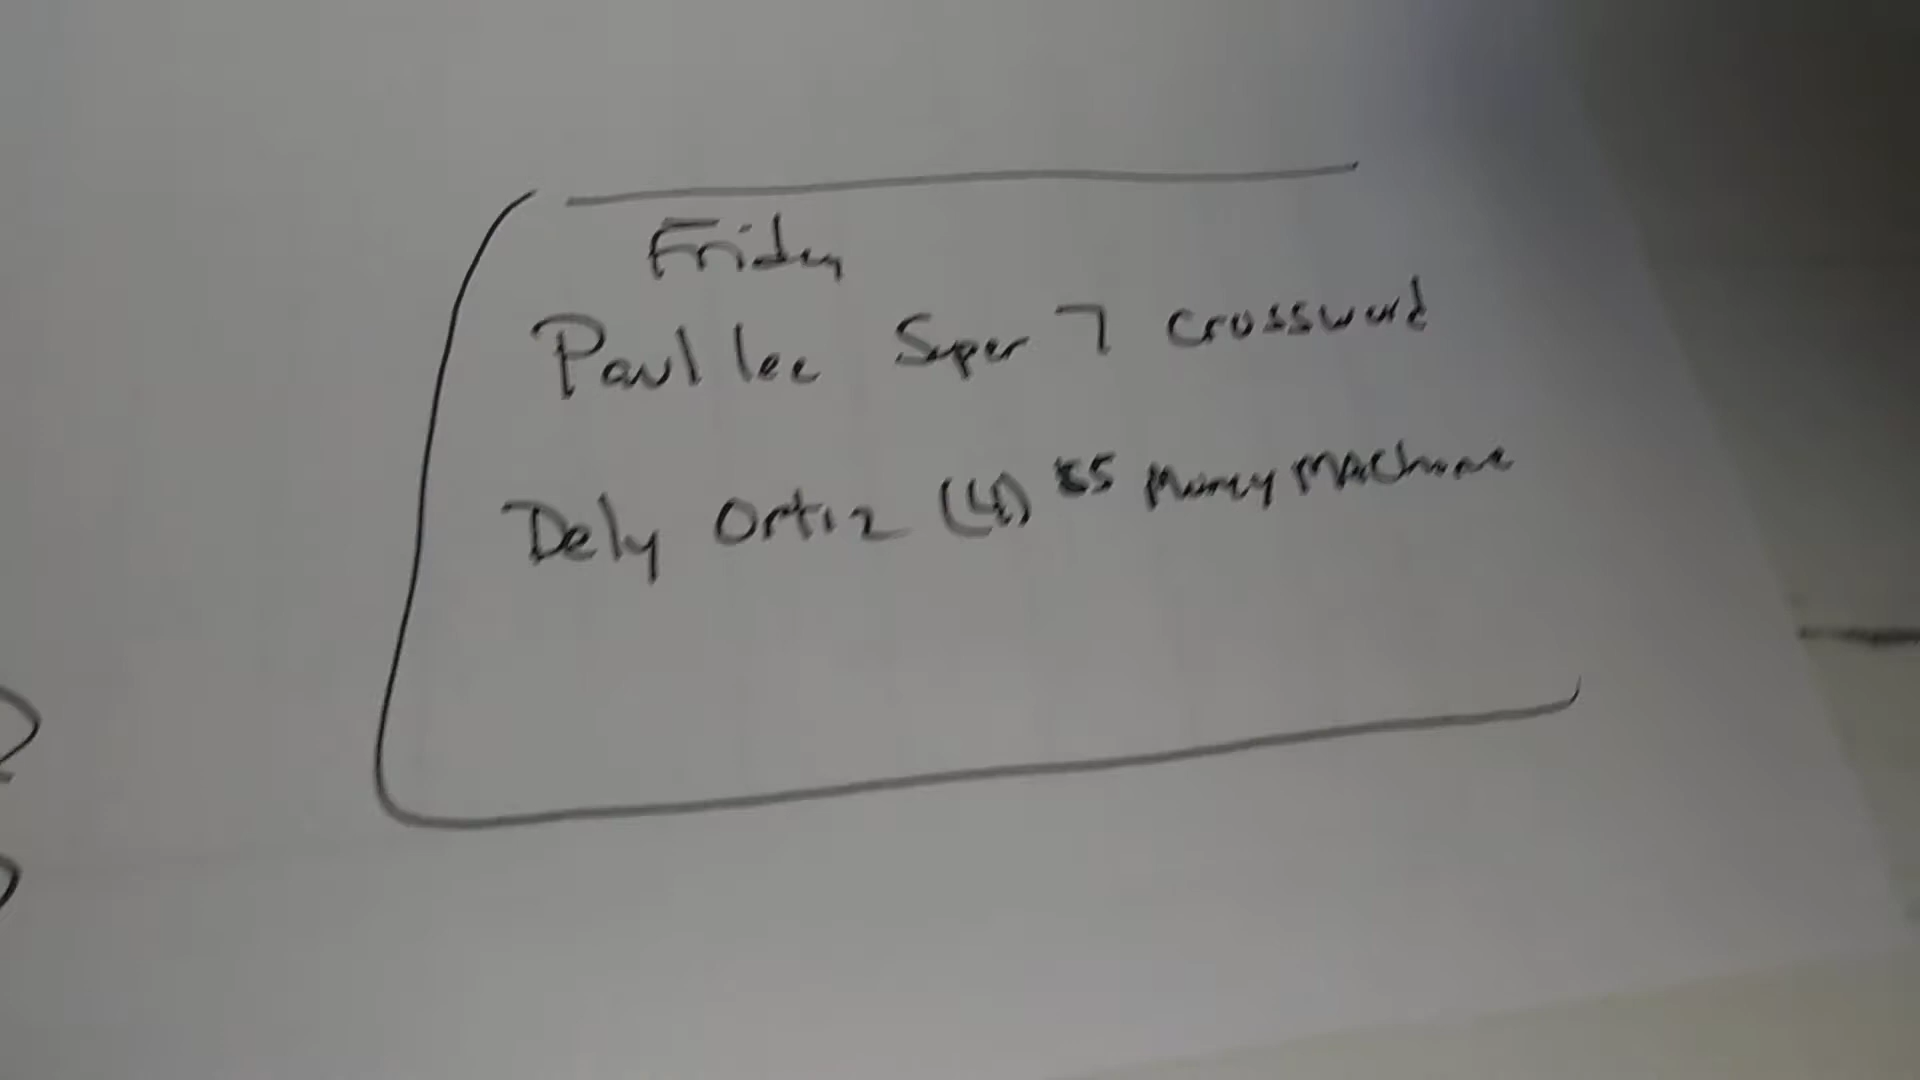 Friday
Paul lee Super 7 crossword
Dely Ortiz (4) $5 Money Machine